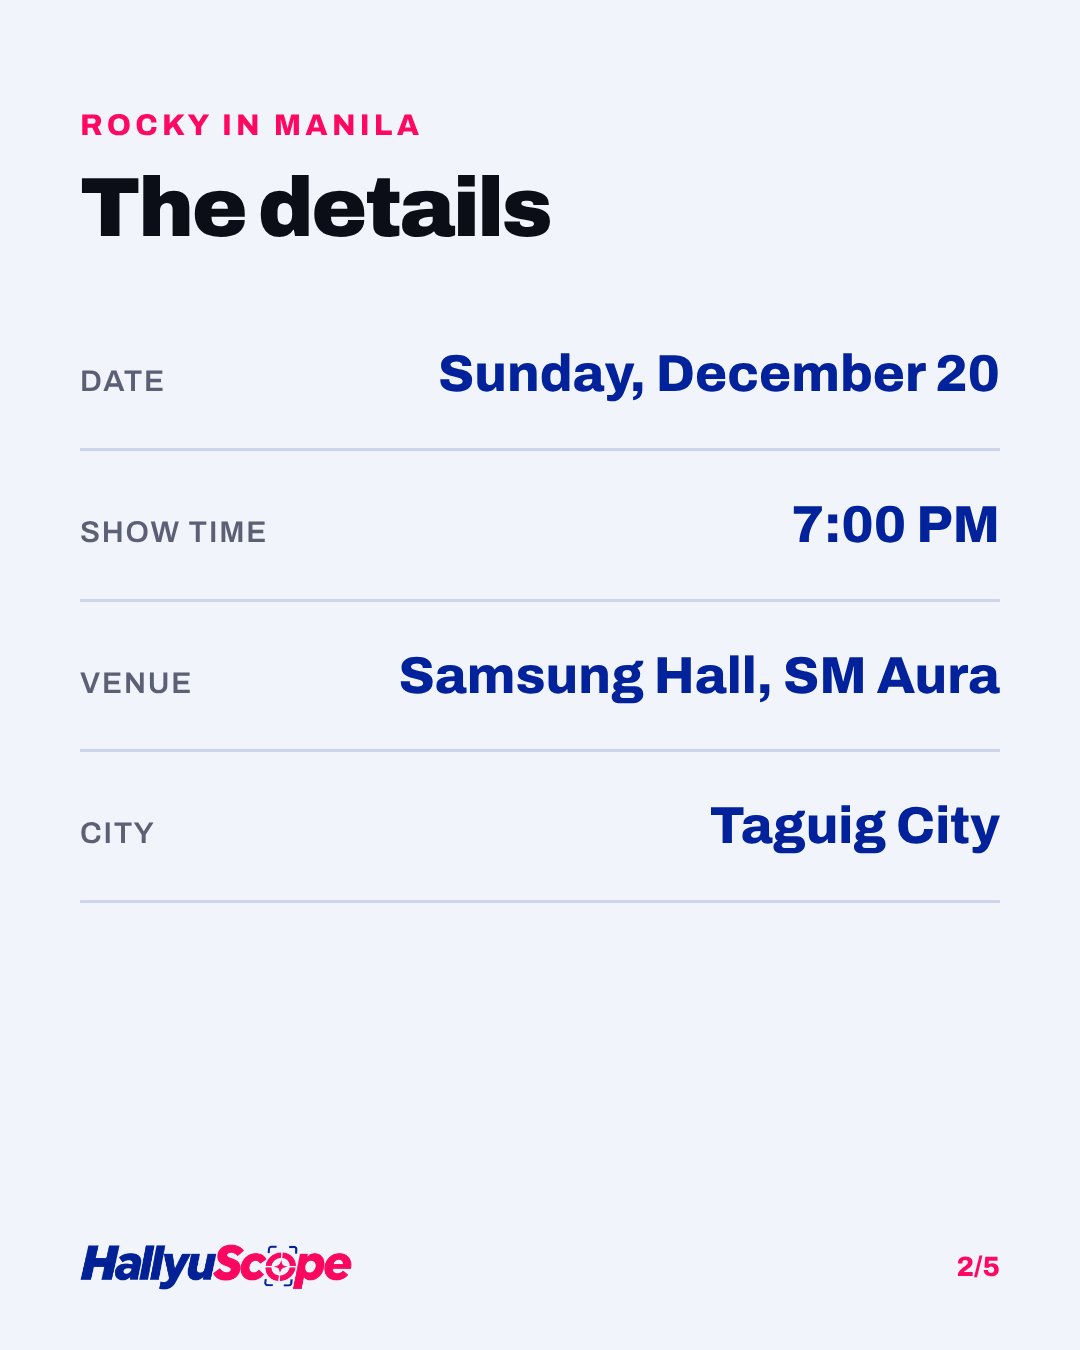 ROCKY IN MANILA
The details
DATE
Sunday, December 20
SHOW TIME
7:00 PM
VENUE
Samsung Hall, SM Aura
CITY
Taguig City
HallyuScope
2/5